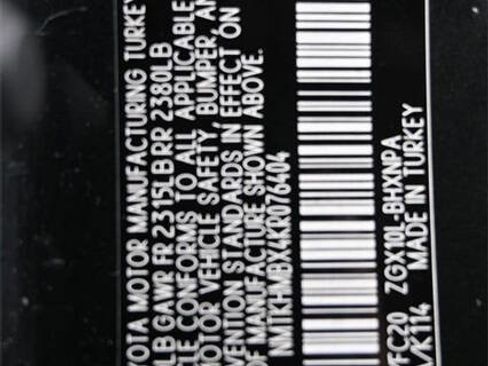 YOTA MOTOR MANUFACTURING TURKEY
LB GAWR FR 2315LB RR 2380LB
CLE CONFORMS TO ALL APPLICABLE
MOTOR VEHICLE SAFETY, BUMPER, AN
VENTION STANDARDS IN EFFECT ON
OF MANUFACTURE SHOWN ABOVE.
NMTKHMBX4KR076404
FC20 ZGX10L-BHXNPA
A/K114 MADE IN TURKEY